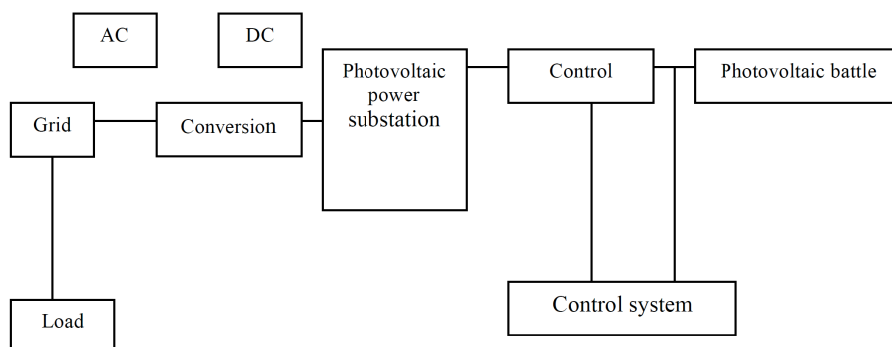 AC
DC
Photovoltaic
power
substation
Control
Photovoltaic battle
Grid
Conversion
Control system
Load